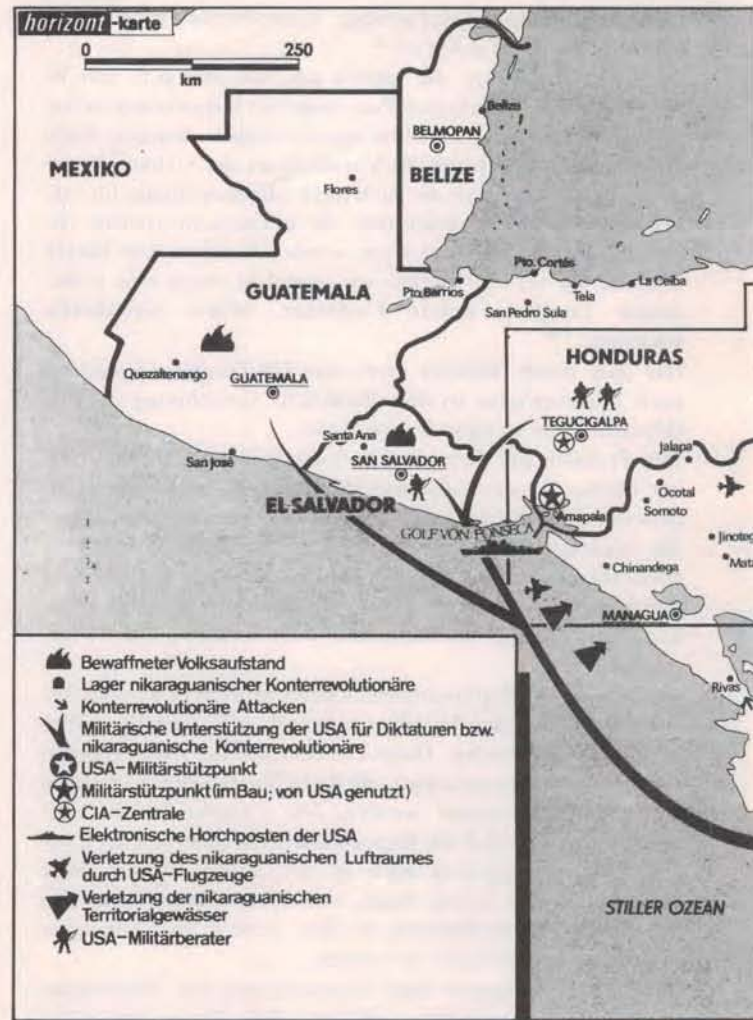 horizont-karte
0 250
km
MEXIKO
BELMOPAN
Belize
BELIZE
Flores
GUATEMALA
Pto. Barrios
Pto. Cortés
La Ceiba
Tela
San Pedro Sula
HONDURAS
Quezaltenango
GUATEMALA
TEGUCIGALPA
Santa Ana
SAN SALVADOR
Jalapa
San José
Ocotal
Somoto
EL SALVADOR
Amapala
GOLF VON FONSECA
Jinoteg
Chinandega
Mata
MANAGUA
Rivas
Bewaffneter Volksaufstand
Lager nikaraguanischer Konterrevolutionäre
Konterrevolutionäre Attacken
Militärische Unterstützung der USA für Diktaturen bzw.
nikaraguanische Konterrevolutionäre
USA-Militärstützpunkt
Militärstützpunkt (im Bau; von USA genutzt)
CIA-Zentrale
Elektronische Horchposten der USA
Verletzung des nikaraguanischen Luftraumes
durch USA-Flugzeuge
Verletzung der nikaraguanischen
Territorialgewässer
USA-Militärberater
STILLER OZEAN